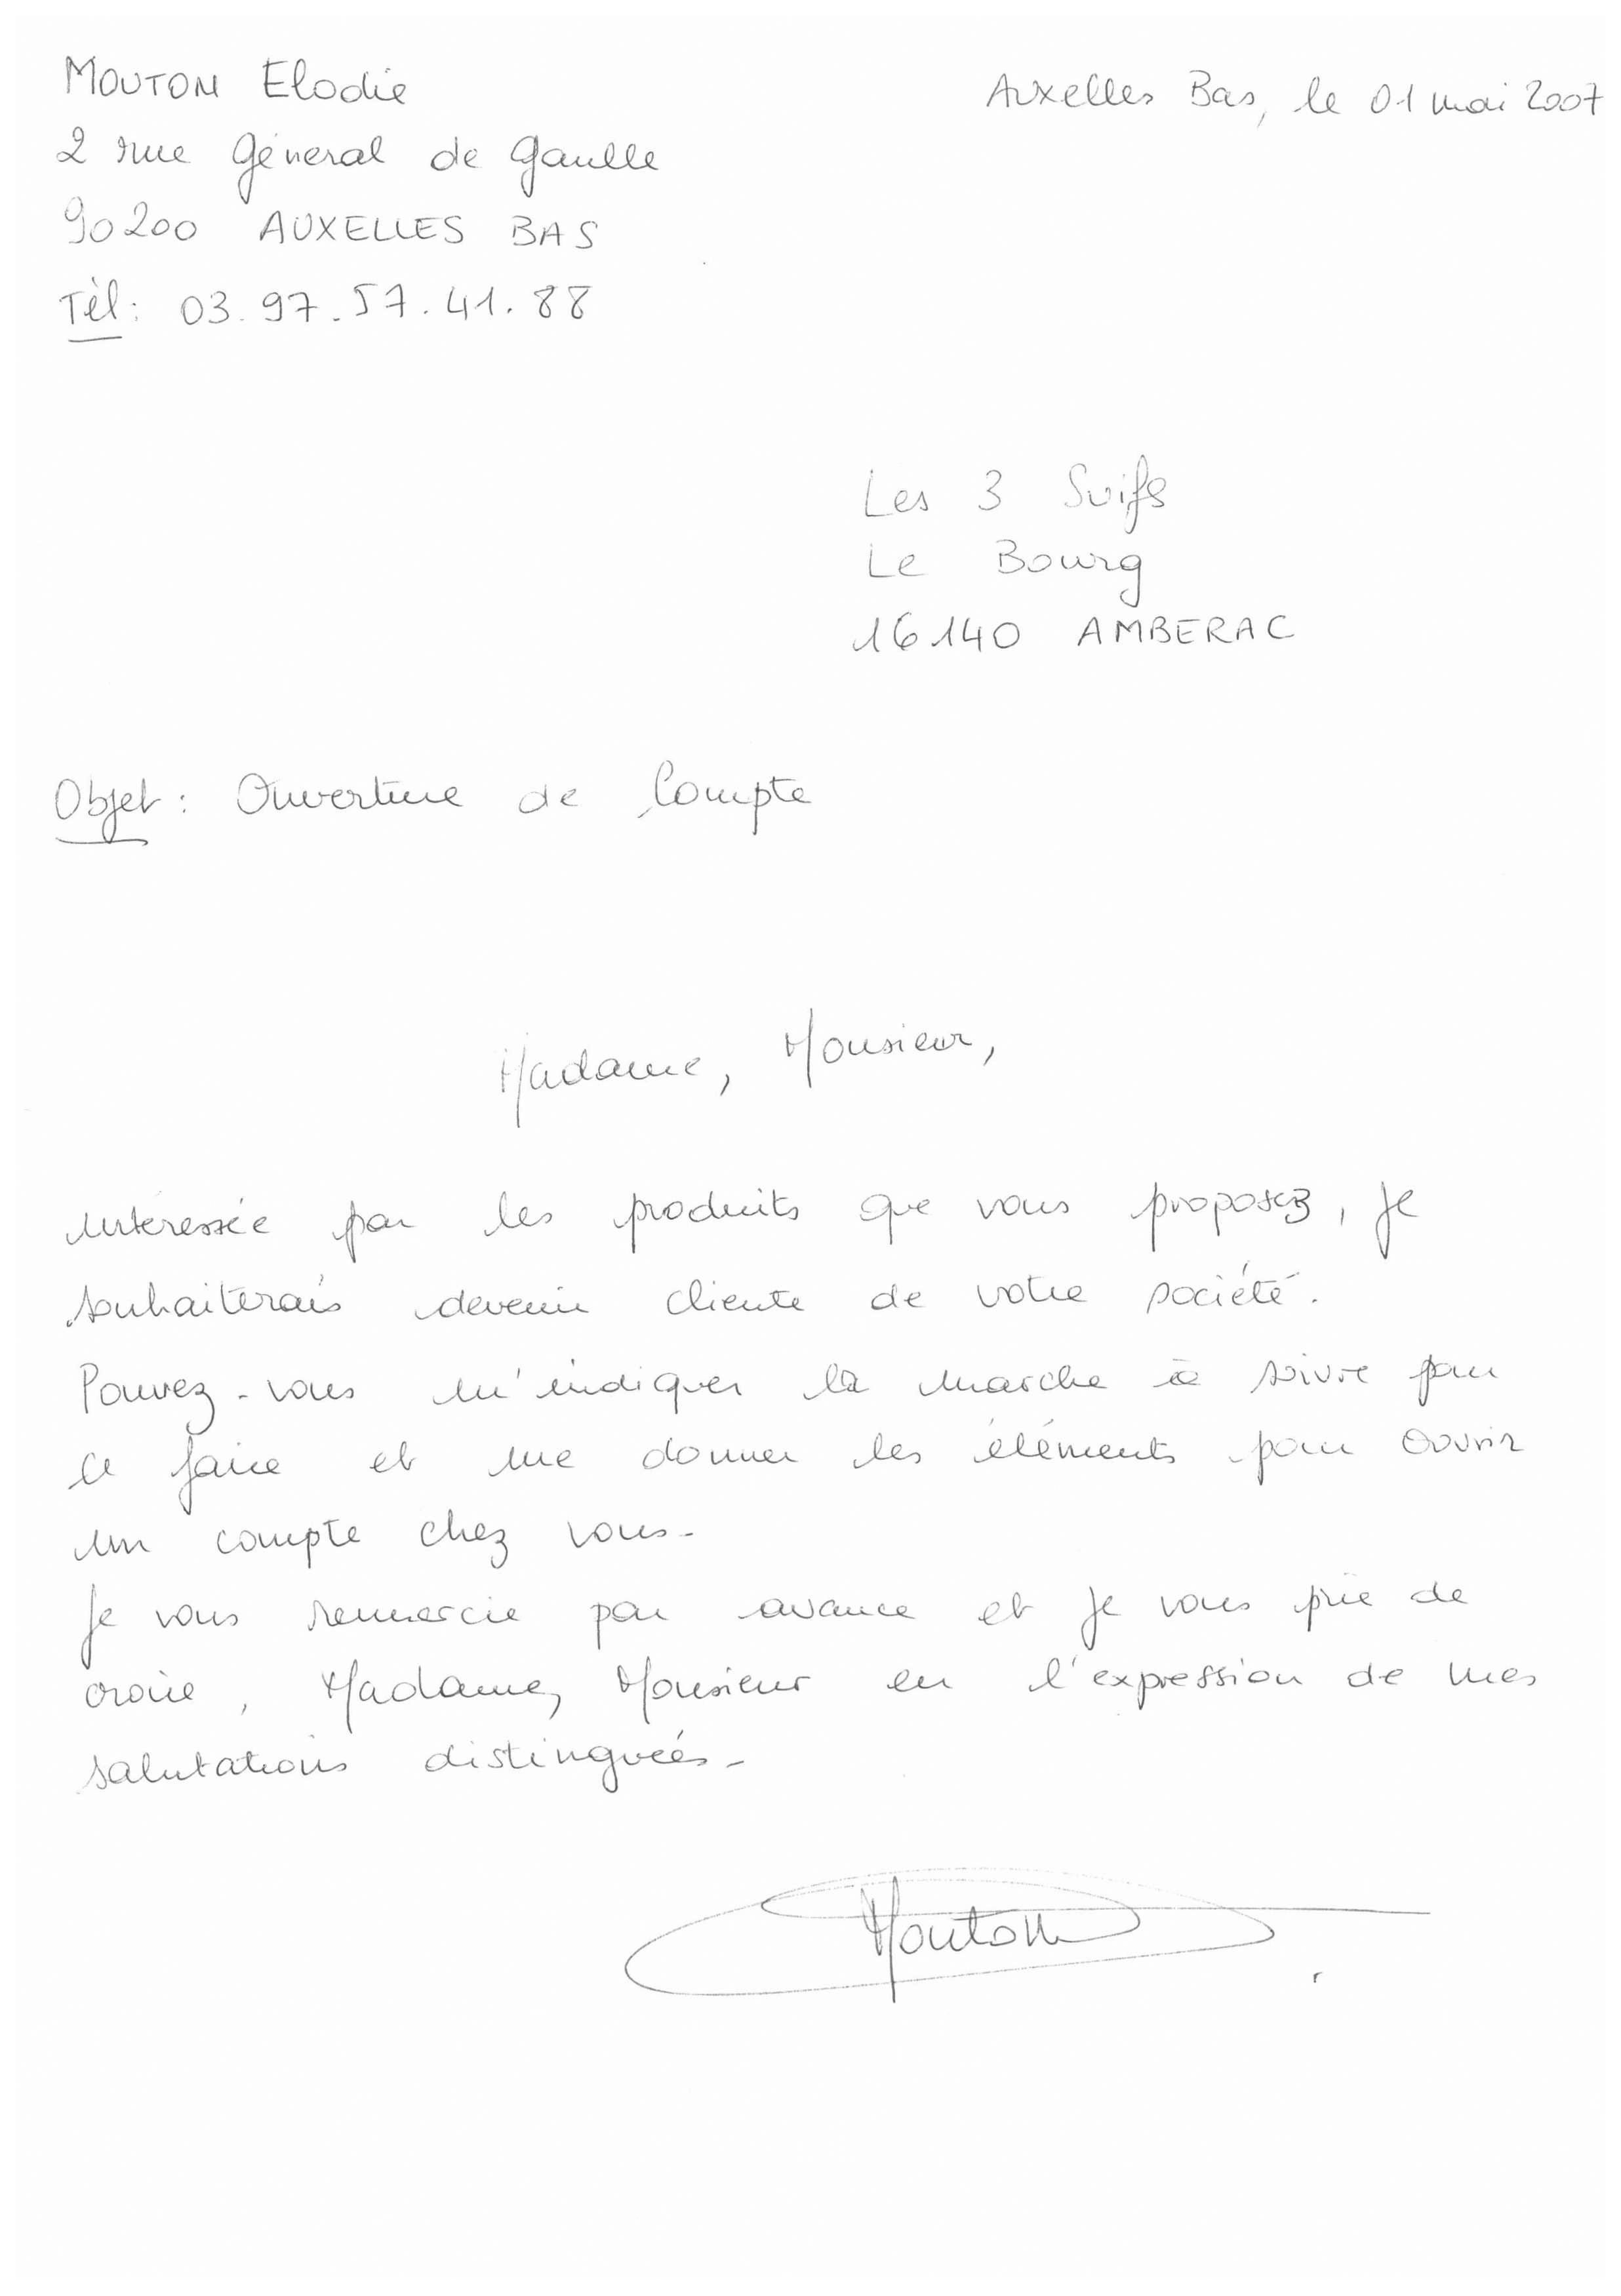 MOUTON Elodie
Auxelles Bas, le 01 mai 2007
2 rue Général de Gaulle
90200 AUXELLES BAS
Tèl : 03.97.57.41.88
Les 3 Suifs
Le Bourg
16140 AMBERAC
Objet : Ouverture de Compte
Madame, Monsieur,
intéressée par les produits que vous proposez, je
souhaiterais devenir cliente de votre société.
Pouvez-vous m'indiquer la marche à suivre pour
ce faire et me donner les éléments pour ouvrir
un compte chez vous.
Je vous remercie par avance et je vous prie de
croire, Madame, Monsieur en l'expression de mes
salutations distinguées.
Mouton